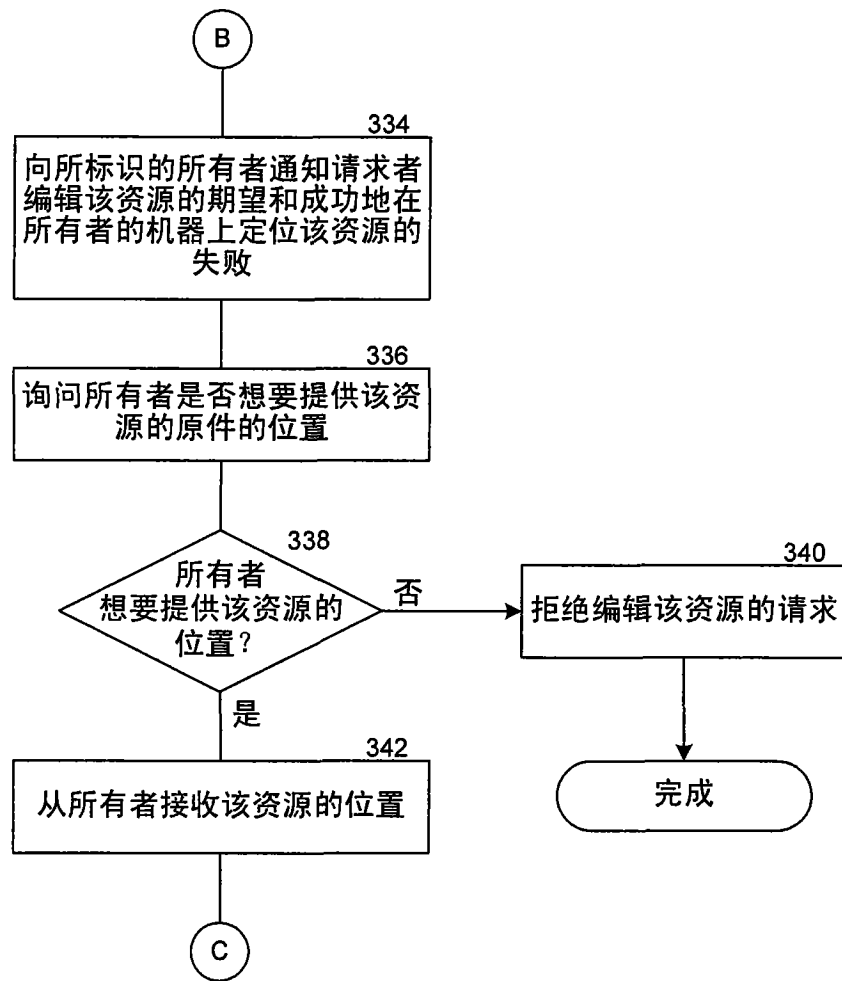 B
334
向所标识的所有者通知请求者
编辑该资源的期望和成功地在
所有者的机器上定位该资源的
失败
336
询问所有者是否想要提供该资
源的原件的位置
338
所有者
想要提供该资源的
位置?
否
340
拒绝编辑该资源的请求
是
完成
342
从所有者接收该资源的位置
C